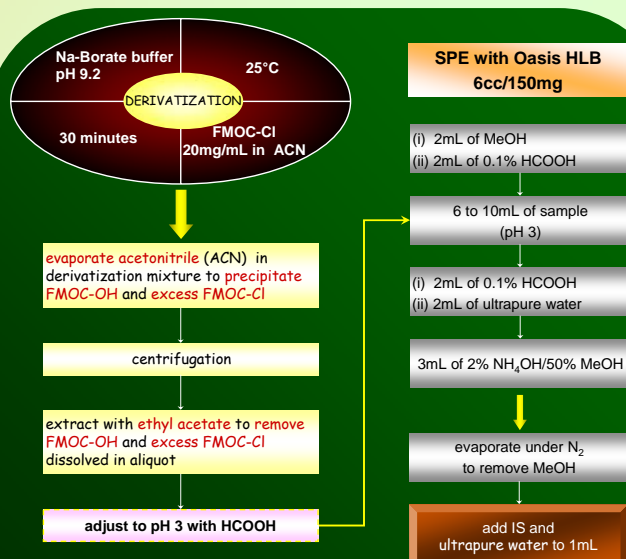 Na-Borate buffer
pH 9.2
25°C
DERIVATIZATION
30 minutes
FMOC-Cl
20mg/mL in ACN
evaporate acetonitrile (ACN) in
derivatization mixture to precipitate
FMOC-OH and excess FMOC-Cl
centrifugation
extract with ethyl acetate to remove
FMOC-OH and excess FMOC-Cl
dissolved in aliquot
adjust to pH 3 with HCOOH
SPE with Oasis HLB
6cc/150mg
(i) 2mL of MeOH
(ii) 2mL of 0.1% HCOOH
6 to 10mL of sample
(pH 3)
(i) 2mL of 0.1% HCOOH
(ii) 2mL of ultrapure water
3mL of 2% NH₄OH/50% MeOH
evaporate under N₂
to remove MeOH
add IS and
ultrapure water to 1mL